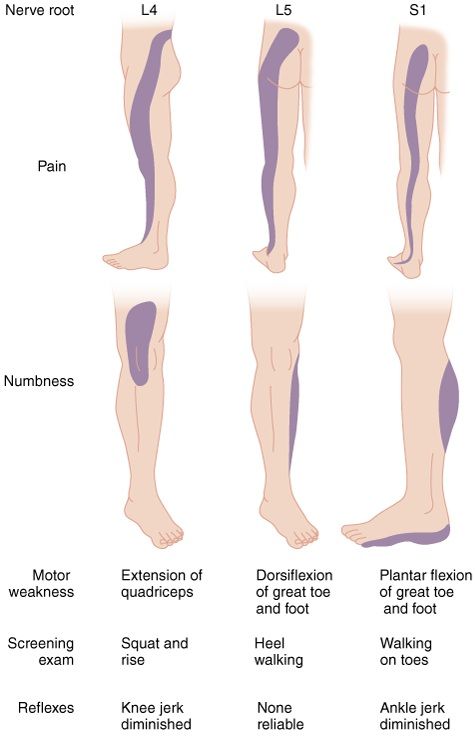 Nerve root L4 L5 S1
Pain
Numbness
Motor weakness
Extension of quadriceps
Dorsiflexion of great toe and foot
Plantar flexion of great toe and foot
Screening exam
Squat and rise
Heel walking
Walking on toes
Reflexes
Knee jerk diminished
None reliable
Ankle jerk diminished